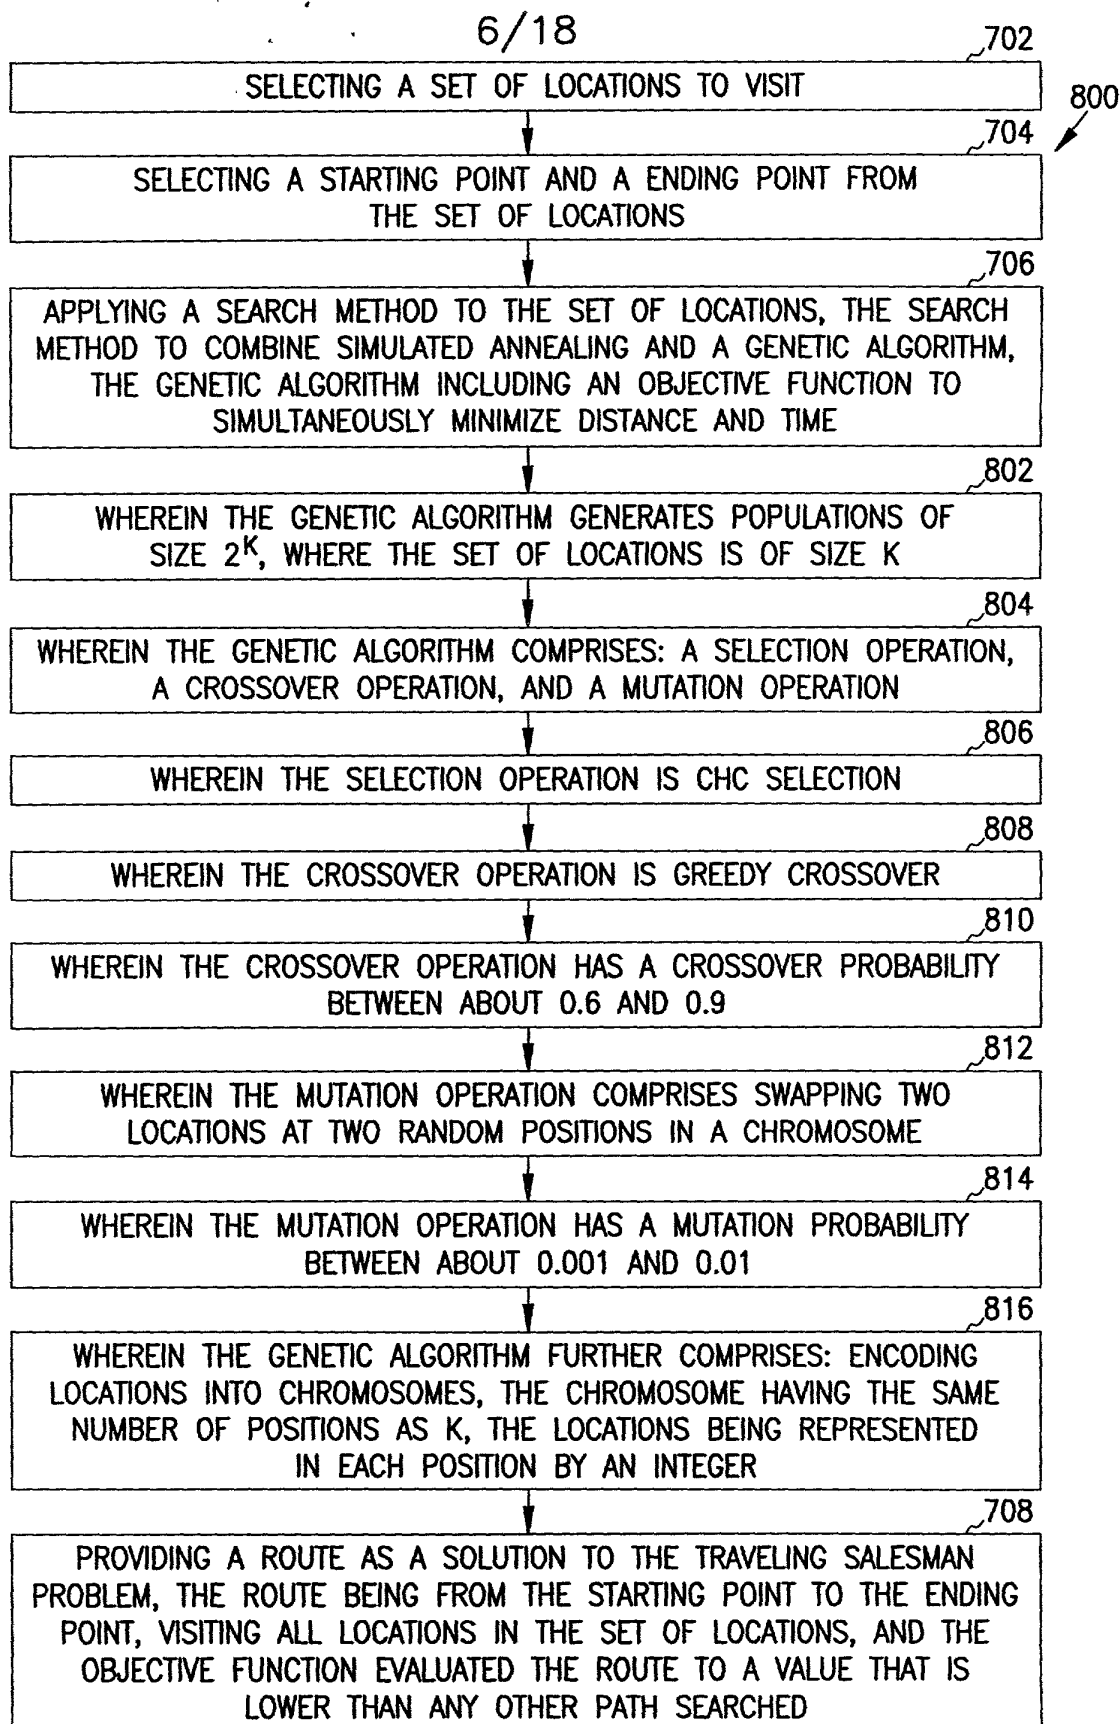 6/18
702
SELECTING A SET OF LOCATIONS TO VISIT
800
704
SELECTING A STARTING POINT AND A ENDING POINT FROM
THE SET OF LOCATIONS
706
APPLYING A SEARCH METHOD TO THE SET OF LOCATIONS, THE SEARCH
METHOD TO COMBINE SIMULATED ANNEALING AND A GENETIC ALGORITHM,
THE GENETIC ALGORITHM INCLUDING AN OBJECTIVE FUNCTION TO
SIMULTANEOUSLY MINIMIZE DISTANCE AND TIME
802
WHEREIN THE GENETIC ALGORITHM GENERATES POPULATIONS OF
SIZE 2^K, WHERE THE SET OF LOCATIONS IS OF SIZE K
804
WHEREIN THE GENETIC ALGORITHM COMPRISES: A SELECTION OPERATION,
A CROSSOVER OPERATION, AND A MUTATION OPERATION
806
WHEREIN THE SELECTION OPERATION IS CHC SELECTION
808
WHEREIN THE CROSSOVER OPERATION IS GREEDY CROSSOVER
810
WHEREIN THE CROSSOVER OPERATION HAS A CROSSOVER PROBABILITY
BETWEEN ABOUT 0.6 AND 0.9
812
WHEREIN THE MUTATION OPERATION COMPRISES SWAPPING TWO
LOCATIONS AT TWO RANDOM POSITIONS IN A CHROMOSOME
814
WHEREIN THE MUTATION OPERATION HAS A MUTATION PROBABILITY
BETWEEN ABOUT 0.001 AND 0.01
816
WHEREIN THE GENETIC ALGORITHM FURTHER COMPRISES: ENCODING
LOCATIONS INTO CHROMOSOMES, THE CHROMOSOME HAVING THE SAME
NUMBER OF POSITIONS AS K, THE LOCATIONS BEING REPRESENTED
IN EACH POSITION BY AN INTEGER
708
PROVIDING A ROUTE AS A SOLUTION TO THE TRAVELING SALESMAN
PROBLEM, THE ROUTE BEING FROM THE STARTING POINT TO THE ENDING
POINT, VISITING ALL LOCATIONS IN THE SET OF LOCATIONS, AND THE
OBJECTIVE FUNCTION EVALUATED THE ROUTE TO A VALUE THAT IS
LOWER THAN ANY OTHER PATH SEARCHED